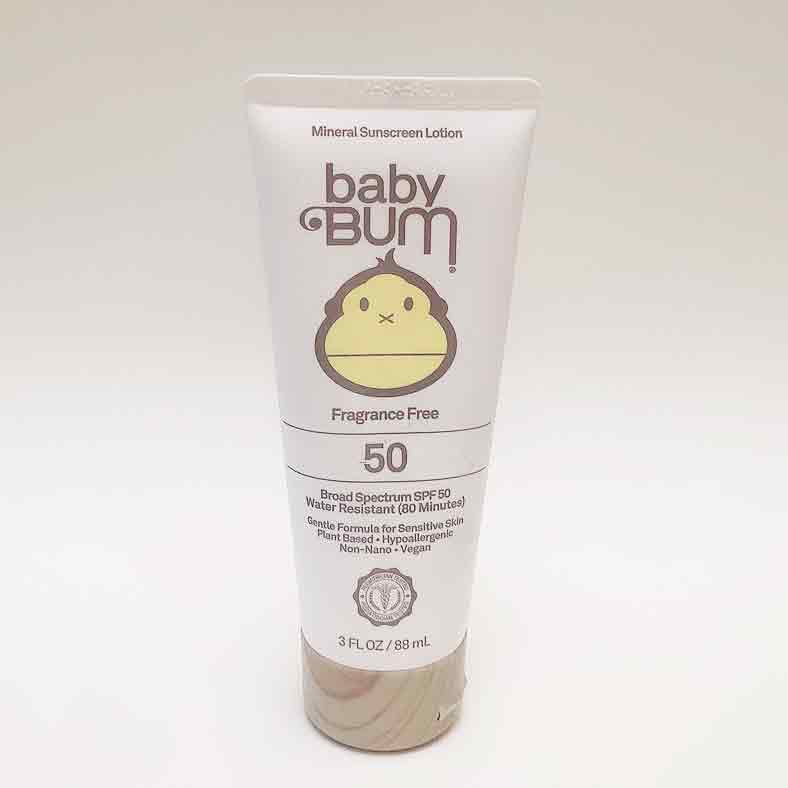 Mineral Sunscreen Lotion
baby
BUM®
Fragrance Free
50
Broad Spectrum SPF 50
Water Resistant (80 Minutes)
Gentle Formula for Sensitive Skin
Plant Based • Hypoallergenic
Non-Nano • Vegan
3 FL OZ / 88 mL